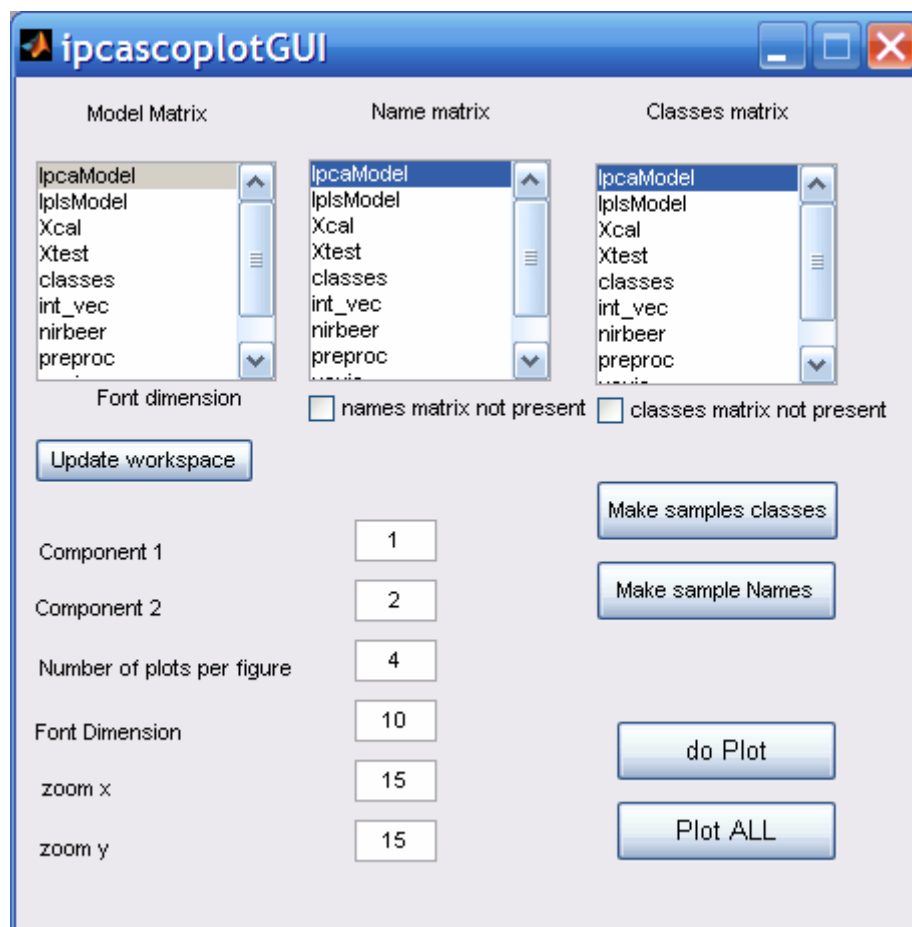 ipcascoplotGUI
Model Matrix Name matrix Classes matrix
IpcaModel
IplsModel
Xcal
Xtest
classes
int_vec
nirbeer
preproc
IpcaModel
IplsModel
Xcal
Xtest
classes
int_vec
nirbeer
preproc
IpcaModel
IplsModel
Xcal
Xtest
classes
int_vec
nirbeer
preproc
Font dimension
names matrix not present
classes matrix not present
Update workspace
Make samples classes
Make sample Names
Component 1 1
Component 2 2
Number of plots per figure 4
Font Dimension 10
zoom x 15
zoom y 15
do Plot
Plot ALL